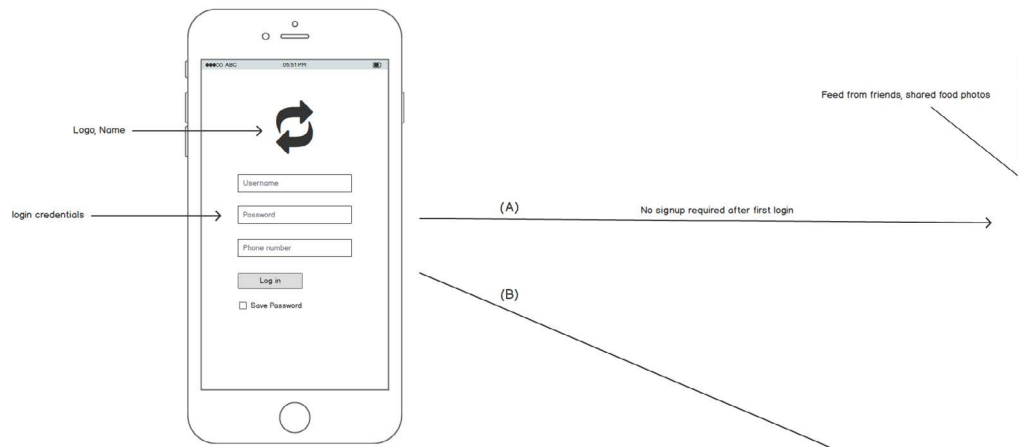 ABC 05:51 PM
Feed from friends, shared food photos
Logo, Name
Username
login credentials
Password
(A)
No signup required after first login
Phone number
Log in
(B)
Save Password